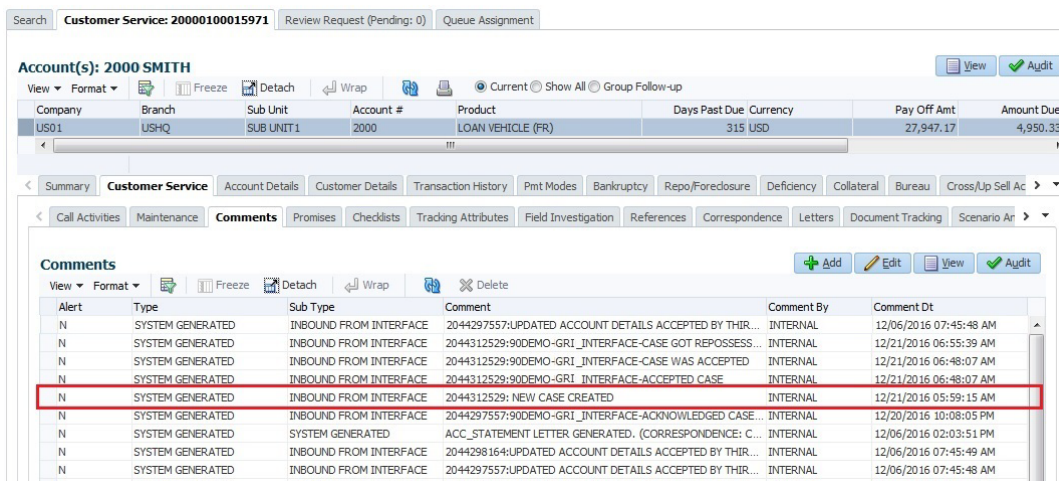 Search Customer Service: 20000100015971 Review Request (Pending: 0) Queue Assignment
Account(s): 2000 SMITH View Audit
View Format Freeze Detach Wrap Current Show All Group Follow-up
Company Branch Sub Unit Account # Product Days Past Due Currency Pay Off Amt Amount Due
US01 USHQ SUB UNIT1 2000 LOAN VEHICLE (FR) 315 USD 27,947.17 4,950.33
Summary Customer Service Account Details Customer Details Transaction History Pmt Modes Bankruptcy Repo/Foreclosure Deficiency Collateral Bureau Cross/Up Sell Ac
Call Activities Maintenance Comments Promises Checklists Tracking Attributes Field Investigation References Correspondence Letters Document Tracking Scenario An
Comments Add Edit View Audit
View Format Freeze Detach Wrap Delete
Alert Type Sub Type Comment Comment By Comment Dt
N SYSTEM GENERATED INBOUND FROM INTERFACE 2044297557:UPDATED ACCOUNT DETAILS ACCEPTED BY THIR... INTERNAL 12/06/2016 07:45:48 AM
N SYSTEM GENERATED INBOUND FROM INTERFACE 2044312529:90DEMO-GRI_INTERFACE-CASE GOT REPOSSESS... INTERNAL 12/21/2016 06:55:39 AM
N SYSTEM GENERATED INBOUND FROM INTERFACE 2044312529:90DEMO-GRI_INTERFACE-CASE WAS ACCEPTED INTERNAL 12/21/2016 06:48:07 AM
N SYSTEM GENERATED INBOUND FROM INTERFACE 2044312529:90DEMO-GRI_INTERFACE-ACCEPTED CASE INTERNAL 12/21/2016 06:48:07 AM
N SYSTEM GENERATED INBOUND FROM INTERFACE 2044312529: NEW CASE CREATED INTERNAL 12/21/2016 05:59:15 AM
N SYSTEM GENERATED INBOUND FROM INTERFACE 2044297557:90DEMO-GRI_INTERFACE-ACKNOWLEDGED CASE... INTERNAL 12/20/2016 10:08:05 PM
N SYSTEM GENERATED SYSTEM GENERATED ACC_STATEMENT LETTER GENERATED. (CORRESPONDENCE: C... INTERNAL 12/06/2016 02:03:51 PM
N SYSTEM GENERATED INBOUND FROM INTERFACE 2044298164:UPDATED ACCOUNT DETAILS ACCEPTED BY THIR... INTERNAL 12/06/2016 07:45:49 AM
N SYSTEM GENERATED INBOUND FROM INTERFACE 2044297557:UPDATED ACCOUNT DETAILS ACCEPTED BY THIR... INTERNAL 12/06/2016 07:45:48 AM